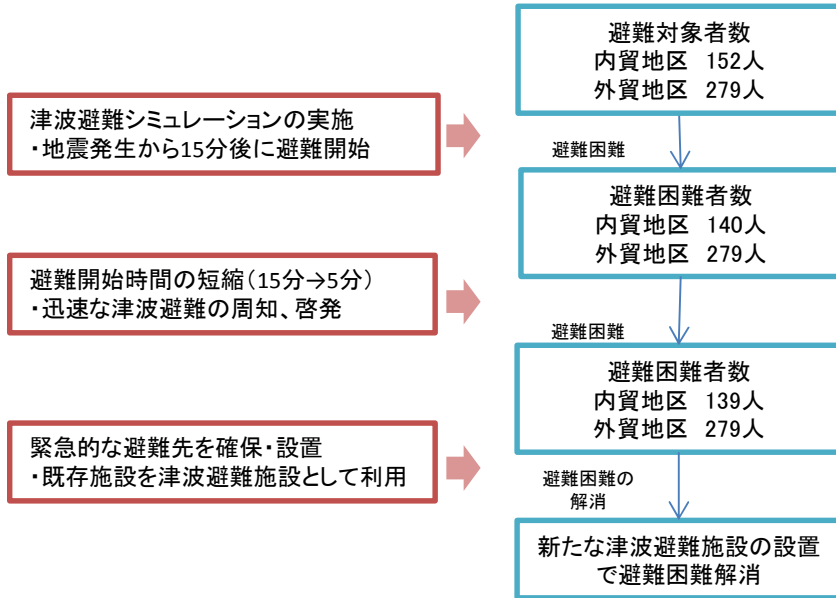 避難対象者数
内貿地区 152人
外貿地区 279人
津波避難シミュレーションの実施
・地震発生から15分後に避難開始
避難困難
避難困難者数
内貿地区 140人
外貿地区 279人
避難開始時間の短縮(15分→5分)
・迅速な津波避難の周知、啓発
避難困難
避難困難者数
内貿地区 139人
外貿地区 279人
緊急的な避難先を確保・設置
・既存施設を津波避難施設として利用
避難困難の
解消
新たな津波避難施設の設置
で避難困難解消